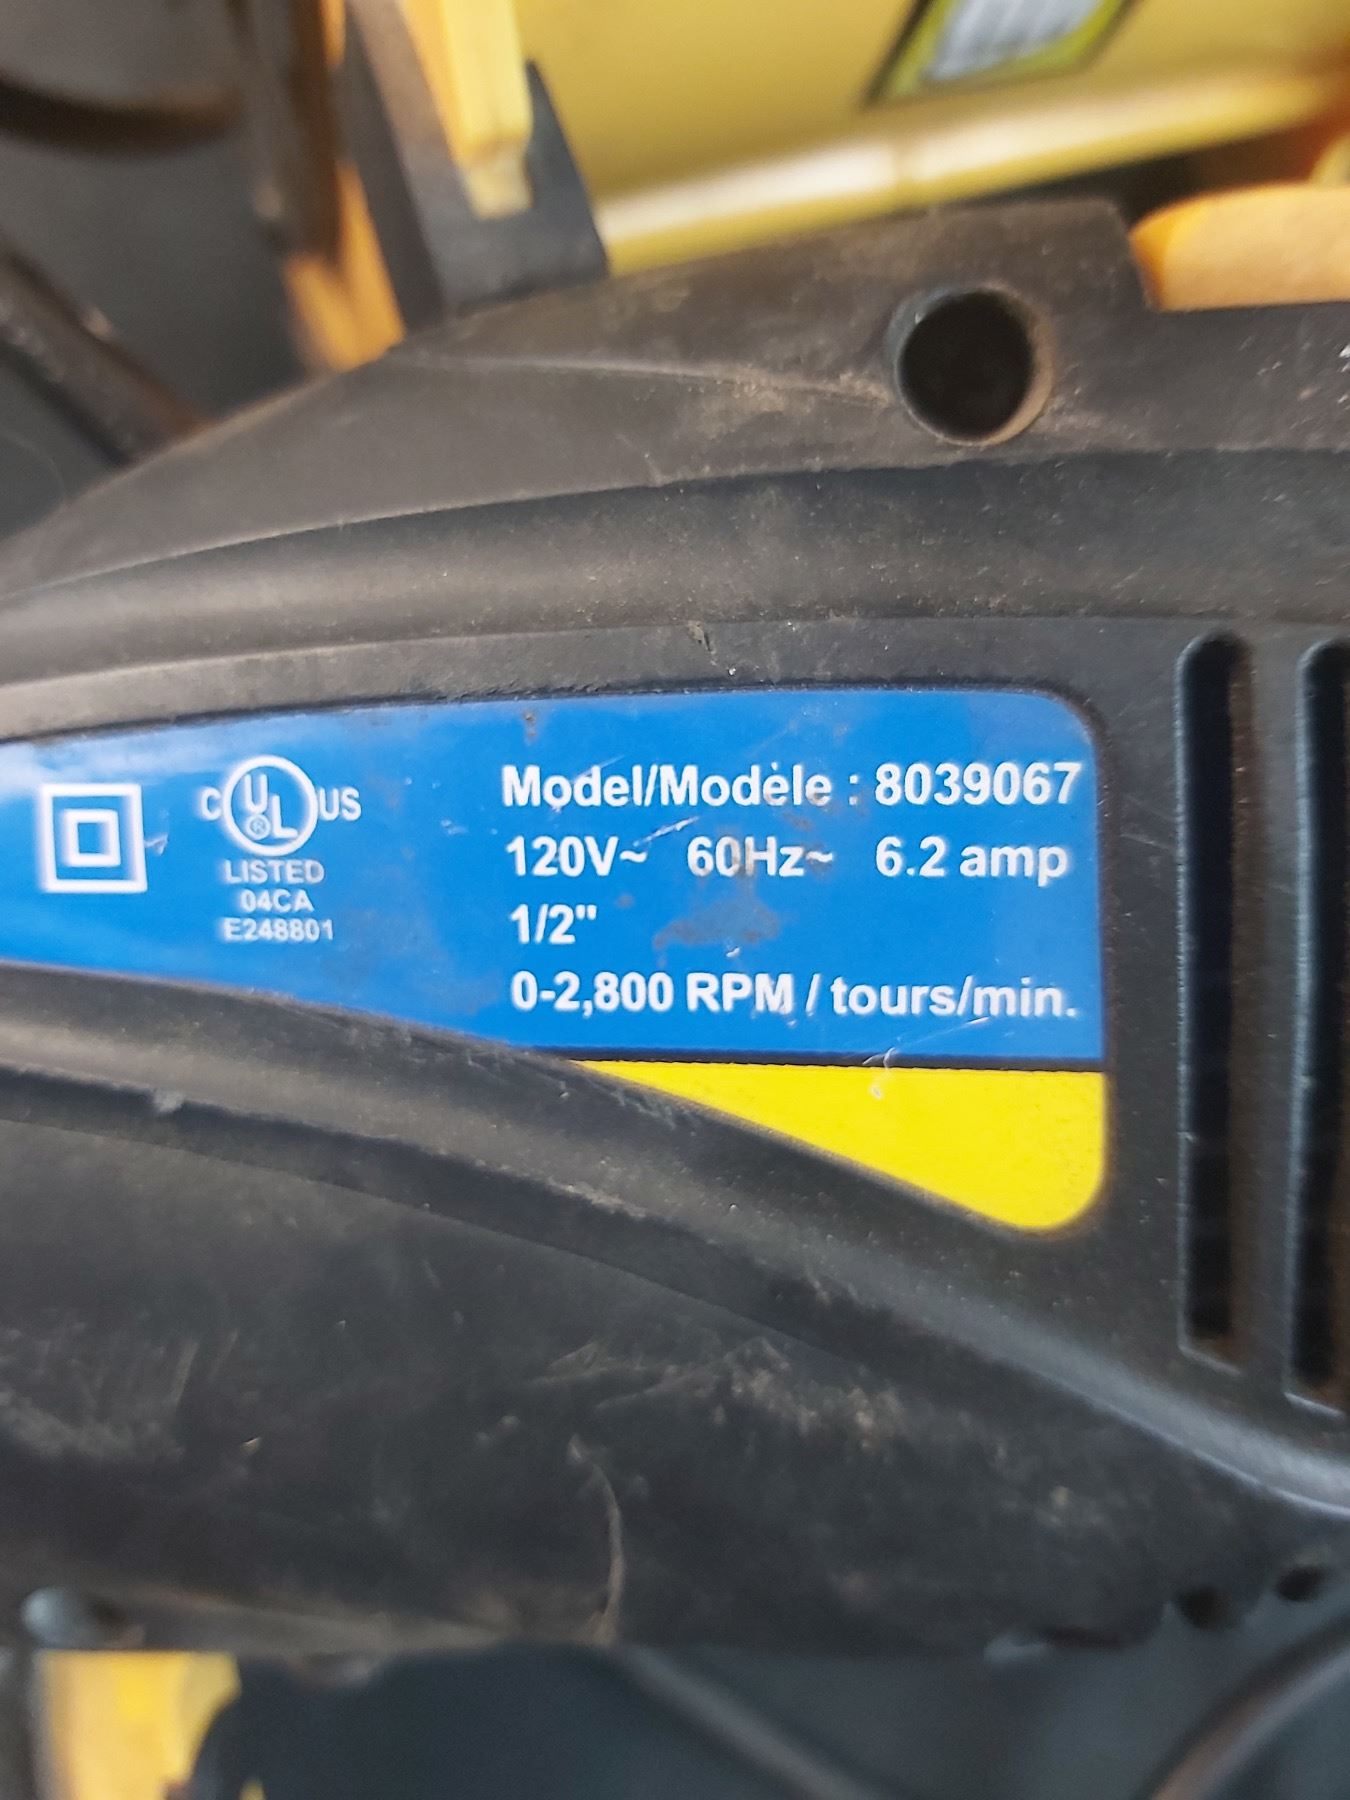 C UL ® US
LISTED
04CA
E248801
Model/Modèle : 8039067
120V~ 60Hz~ 6.2 amp
1/2"
0-2,800 RPM / tours/min.